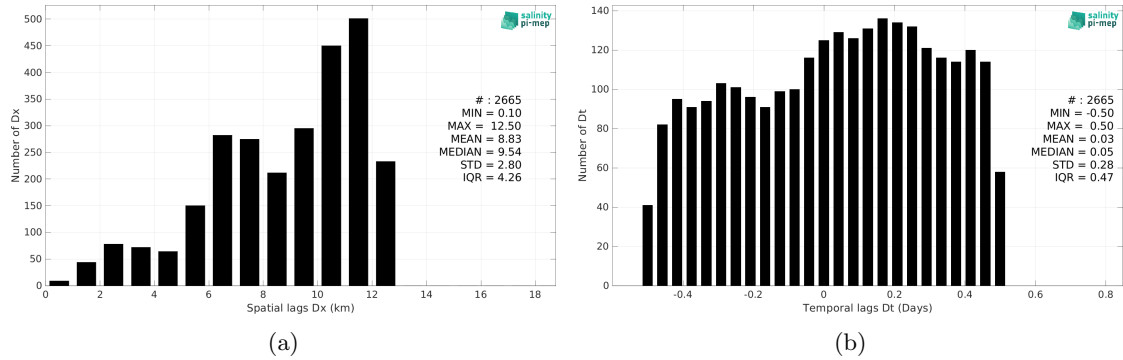 500
450
400
350
300
250
200
150
100
50
0
Number of Dx
salinity
pi-mep
# : 2665
MIN = 0.10
MAX = 12.50
MEAN = 8.83
MEDIAN = 9.54
STD = 2.80
IQR = 4.26
0 2 4 6 8 10 12 14 16 18
Spatial lags Dx (km)
(a)
140
120
100
80
60
40
20
0
Number of Dt
salinity
pi-mep
# : 2665
MIN = -0.50
MAX = 0.50
MEAN = 0.03
MEDIAN = 0.05
STD = 0.28
IQR = 0.47
-0.4 -0.2 0 0.2 0.4 0.6 0.8
Temporal lags Dt (Days)
(b)